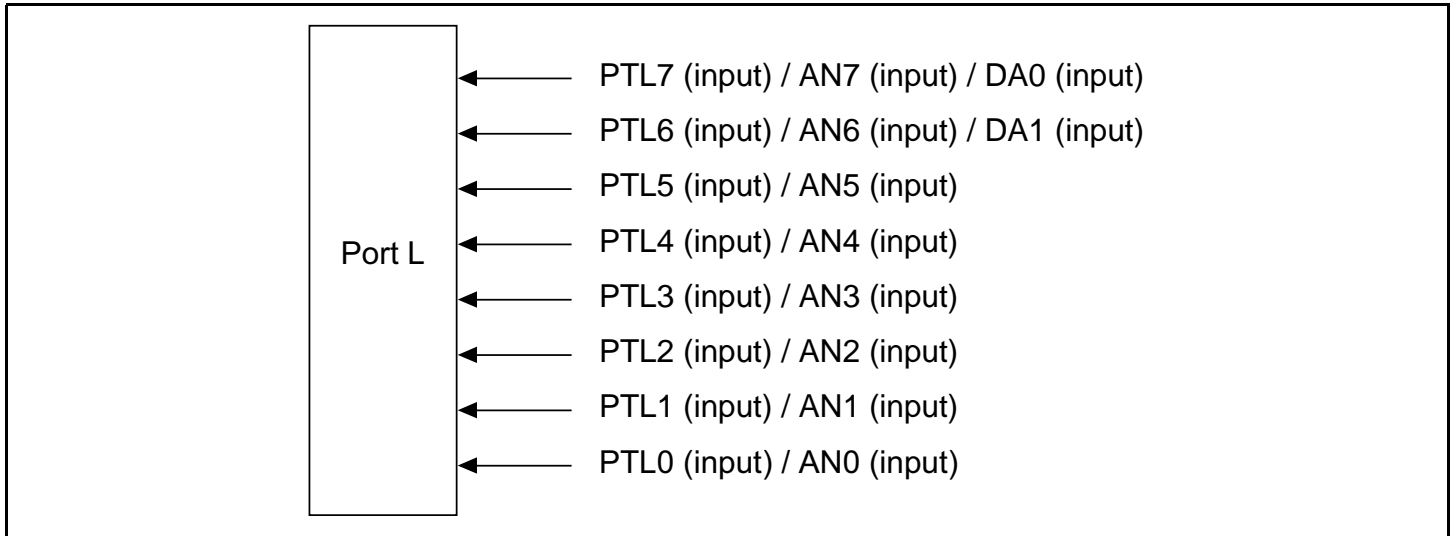 PTL7 (input) / AN7 (input) / DA0 (input)
PTL6 (input) / AN6 (input) / DA1 (input)
PTL5 (input) / AN5 (input)
Port L
PTL4 (input) / AN4 (input)
PTL3 (input) / AN3 (input)
PTL2 (input) / AN2 (input)
PTL1 (input) / AN1 (input)
PTL0 (input) / AN0 (input)